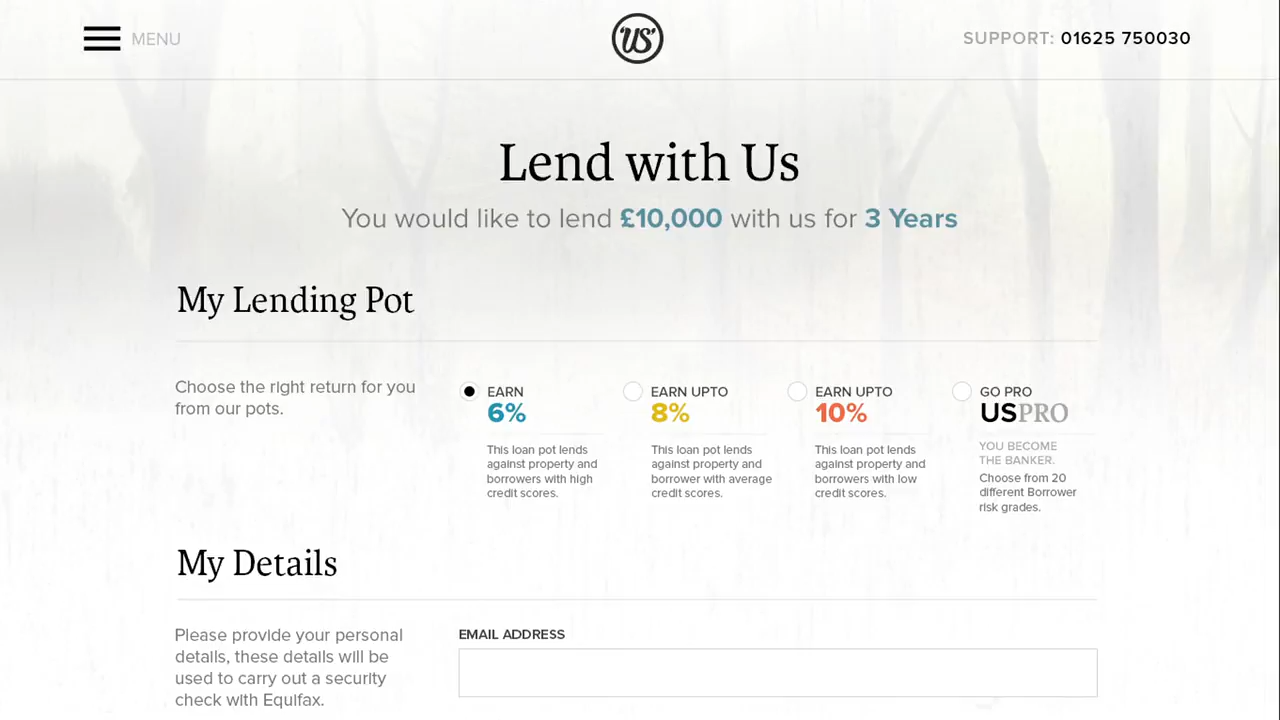 MENU
US'
SUPPORT: 01625 750030
Lend with Us
You would like to lend £10,000 with us for 3 Years
My Lending Pot
Choose the right return for you
from our pots.
EARN
6%
This loan pot lends
against property and
borrowers with high
credit scores.
EARN UPTO
8%
This loan pot lends
against property and
borrower with average
credit scores.
EARN UPTO
10%
This loan pot lends
against property and
borrowers with low
credit scores.
GO PRO
USPRO
YOU BECOME
THE BANKER.
Choose from 20
different Borrower
risk grades.
My Details
Please provide your personal
details, these details will be
used to carry out a security
check with Equifax.
EMAIL ADDRESS